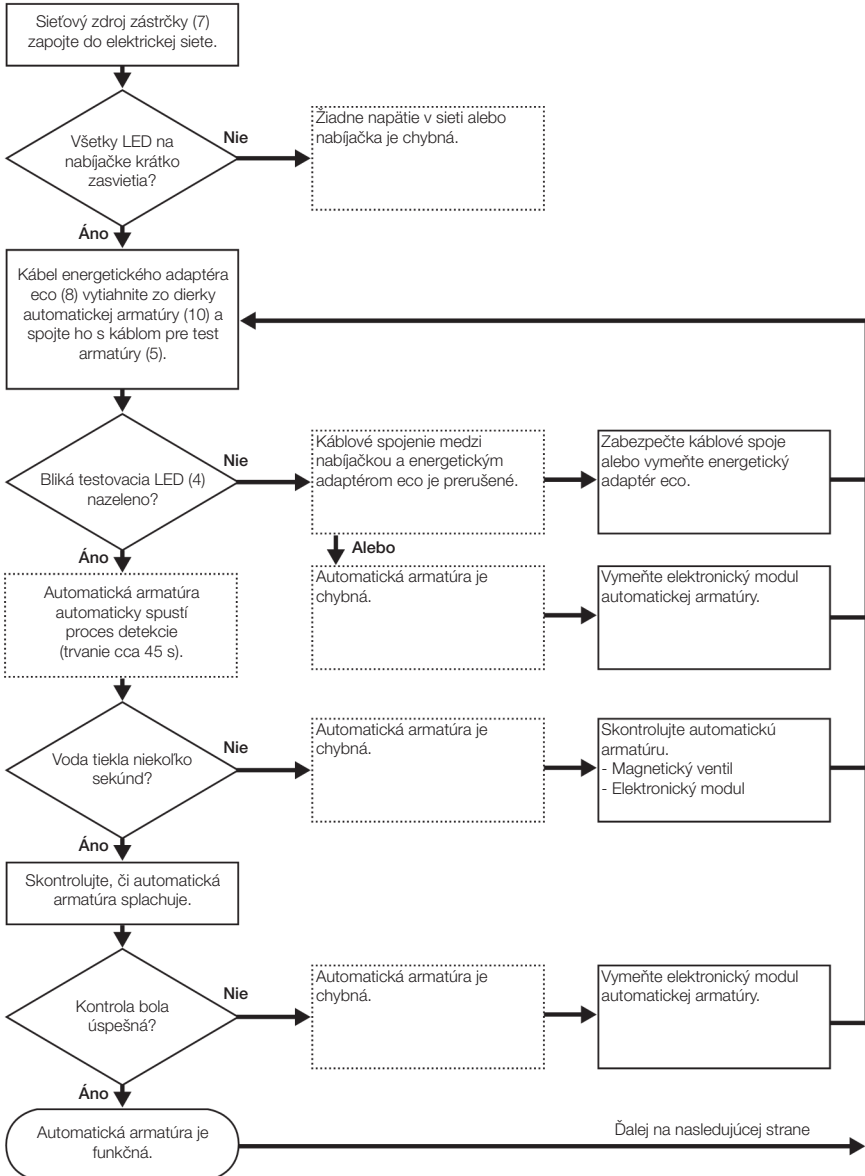 Sieťový zdroj zástrčky (7)
zapojte do elektrickej siete.
Všetky LED na
nabíjačke krátko
zasvietia?
Nie
Žiadne napätie v sieti alebo
nabíjačka je chybná.
Áno
Kábel energetického adaptéra
eco (8) vytiahnite zo dierky
automatickej armatúry (10) a
spojte ho s káblom pre test
armatúry (5).
Bliká testovacia LED (4)
nazeleno?
Nie
Káblové spojenie medzi
nabíjačkou a energetickým
adaptérom eco je prerušené.
Zabezpečte káblové spoje
alebo vymeňte energetický
adaptér eco.
Alebo
Automatická armatúra je
chybná.
Vymeňte elektronický modul
automatickej armatúry.
Áno
Automatická armatúra
automaticky spustí
proces detekcie
(trvanie cca 45 s).
Voda tiekla niekoľko
sekúnd?
Nie
Automatická armatúra je
chybná.
Skontrolujte automatickú
armatúru.
- Magnetický ventil
- Elektronický modul
Áno
Skontrolujte, či automatická
armatúra splachuje.
Kontrola bola
úspešná?
Nie
Automatická armatúra je
chybná.
Vymeňte elektronický modul
automatickej armatúry.
Áno
Automatická armatúra je
funkčná.
Ďalej na nasledujúcej strane